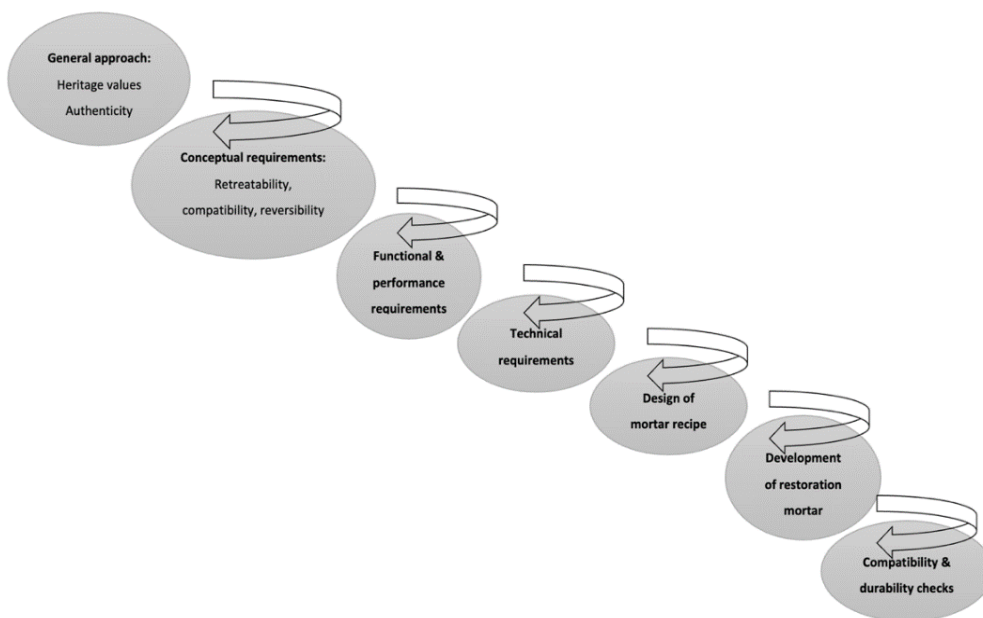 General approach:
Heritage values
Authenticity
Conceptual requirements:
Retreatability,
compatibility, reversibility
Functional &
performance
requirements
Technical
requirements
Design of
mortar recipe
Development
of restoration
mortar
Compatibility &
durability checks